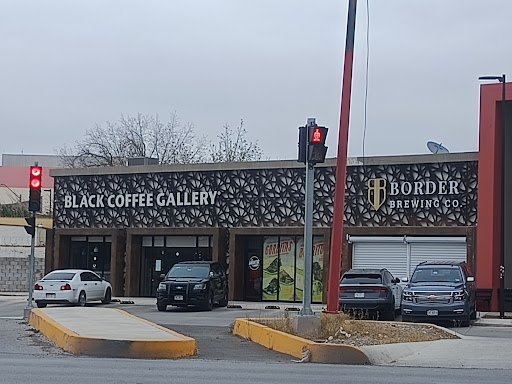 BLACK COFFEE GALLERY
BORDER
BREWING CO.